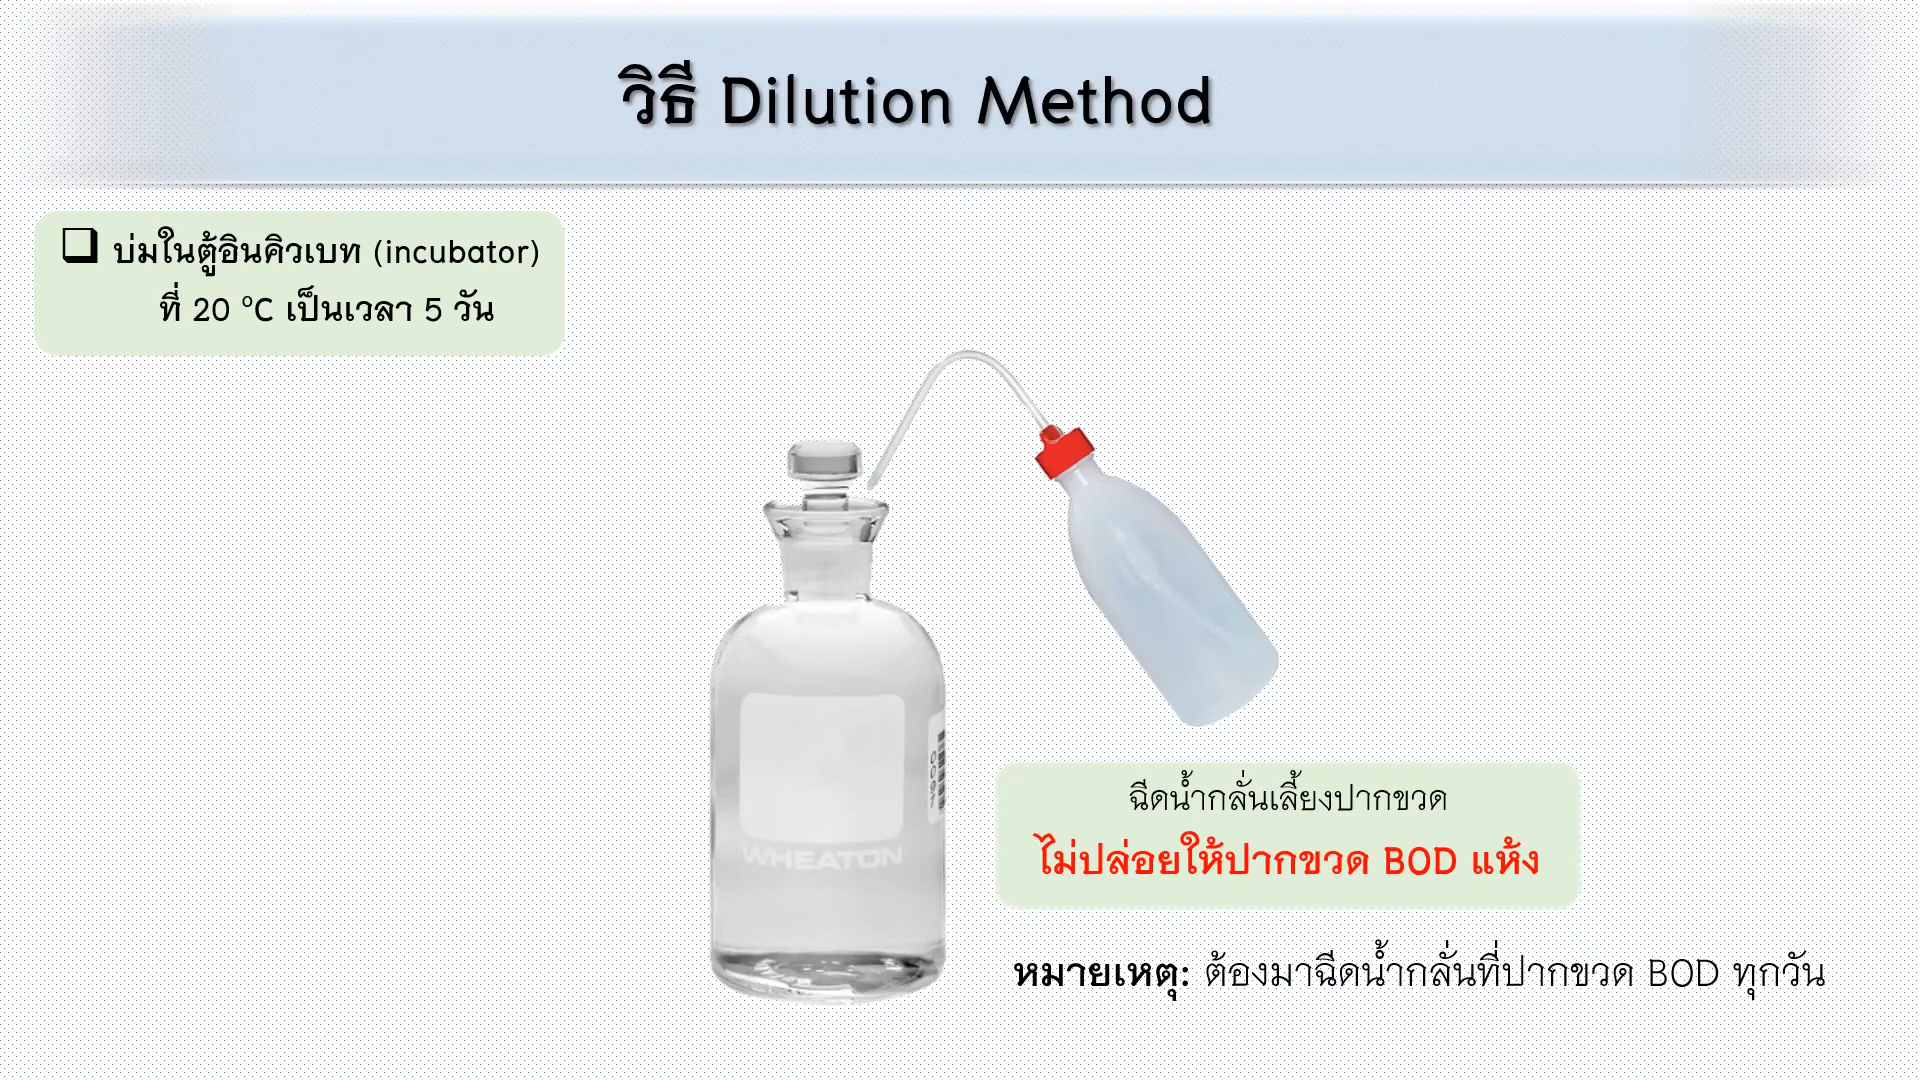 วิธี Dilution Method
❑ บ่มในตู้อินคิวเบท (incubator)
ที่ 20 ºC เป็นเวลา 5 วัน
WHEATON
ฉีดน้ำกลั่นเลี้ยงปากขวด
ไม่ปล่อยให้ปากขวด BOD แห้ง
หมายเหตุ: ต้องมาฉีดน้ำกลั่นที่ปากขวด BOD ทุกวัน